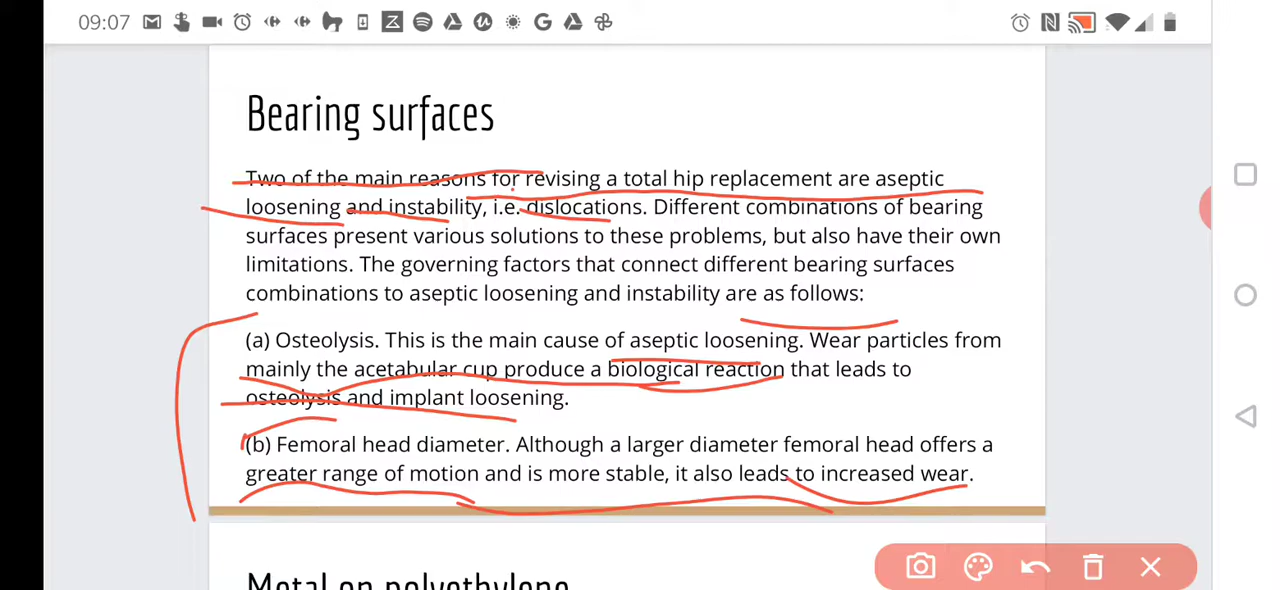 09:07
Bearing surfaces
Two of the main reasons for revising a total hip replacement are aseptic
loosening and instability, i.e. dislocations. Different combinations of bearing
surfaces present various solutions to these problems, but also have their own
limitations. The governing factors that connect different bearing surfaces
combinations to aseptic loosening and instability are as follows:
(a) Osteolysis. This is the main cause of aseptic loosening. Wear particles from
mainly the acetabular cup produce a biological reaction that leads to
osteolysis and implant loosening.
(b) Femoral head diameter. Although a larger diameter femoral head offers a
greater range of motion and is more stable, it also leads to increased wear.
Metal on polyethylene